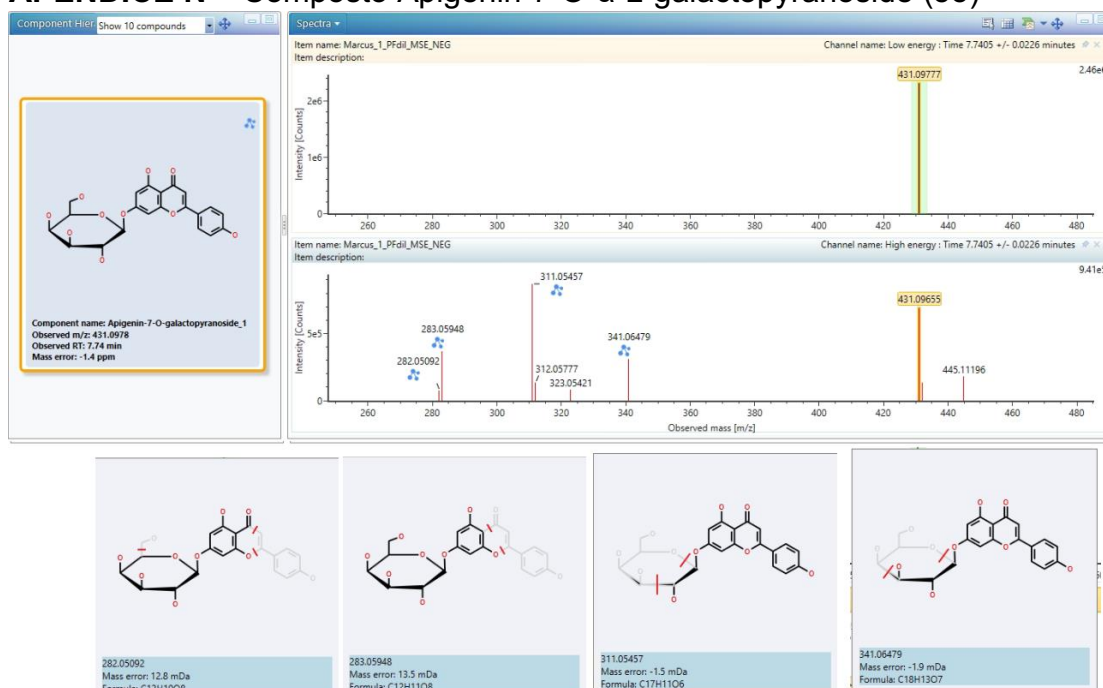 Composto Apigenin-7-O-α-L-galactopyranoside
Component Hier
Show 10 compounds
Component name: Apigenin-7-O-galactopyranoside_1
Observed m/z: 431.0978
Observed RT: 7.74 min
Mass error: -1.4 ppm
Spectra
Item name: Marcus_1_PFdil_MSE_NEG
Channel name: Low energy : Time 7.7405 +/- 0.0226 minutes
Item description:
2.46e6
431.09777
Intensity [Counts]
2e6
1e6
0
260 280 300 320 340 360 380 400 420 440 460 480
Item name: Marcus_1_PFdil_MSE_NEG
Channel name: High energy : Time 7.7405 +/- 0.0226 minutes
Item description:
9.41e5
311.05457
431.09655
283.05948
341.06479
282.05092
312.05777
323.05421
445.11196
Intensity [Counts]
5e5
0
260 280 300 320 340 360 380 400 420 440 460 480
Observed mass [m/z]
282.05092
Mass error: 12.8 mDa
Formula: C12H10O8
283.05948
Mass error: 13.5 mDa
Formula: C12H11O8
311.05457
Mass error: -1.5 mDa
Formula: C17H11O6
341.06479
Mass error: -1.9 mDa
Formula: C18H13O7